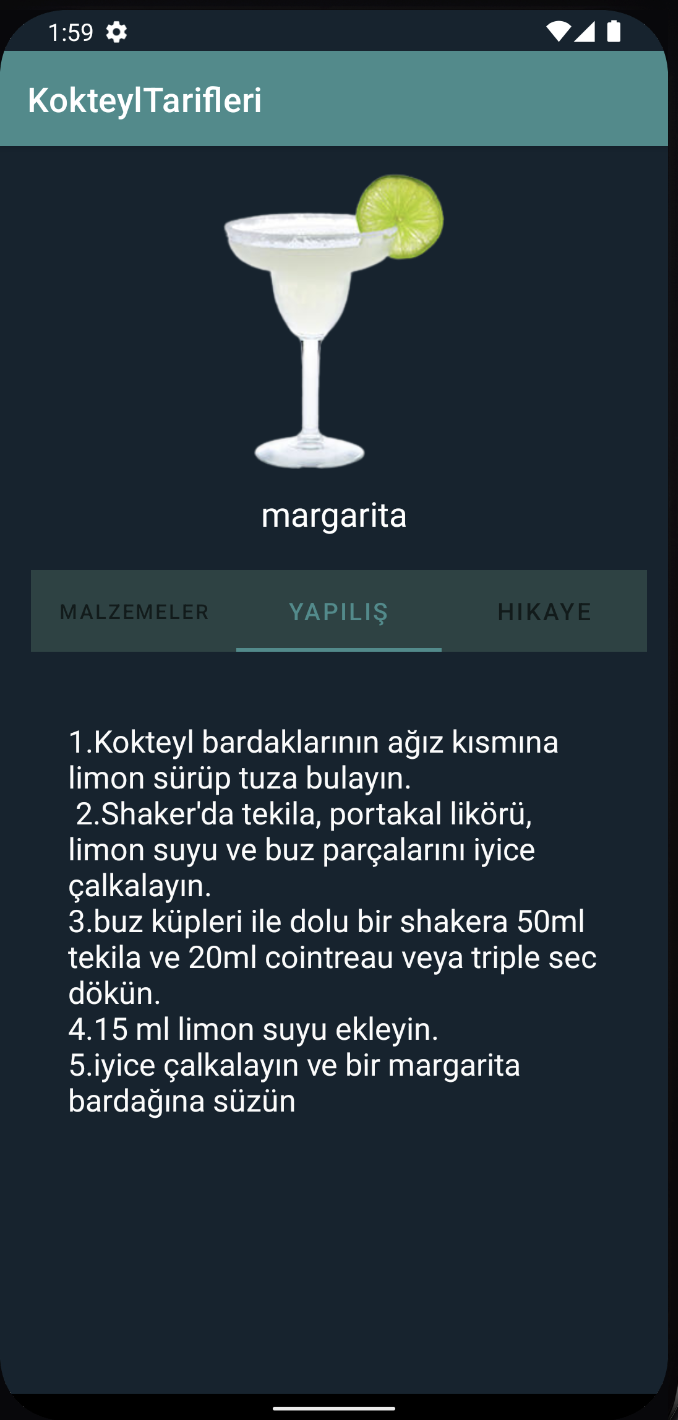 1:59
KokteylTarifleri
margarita
MALZEMELER YAPILIŞ HIKAYE
1.Kokteyl bardaklarının ağız kısmına
limon sürüp tuza bulayın.
2.Shaker'da tekila, portakal likörü,
limon suyu ve buz parçalarını iyice
çalkalayın.
3.buz küpleri ile dolu bir shakera 50ml
tekila ve 20ml cointreau veya triple sec
dökün.
4.15 ml limon suyu ekleyin.
5.iyice çalkalayın ve bir margarita
bardağına süzün